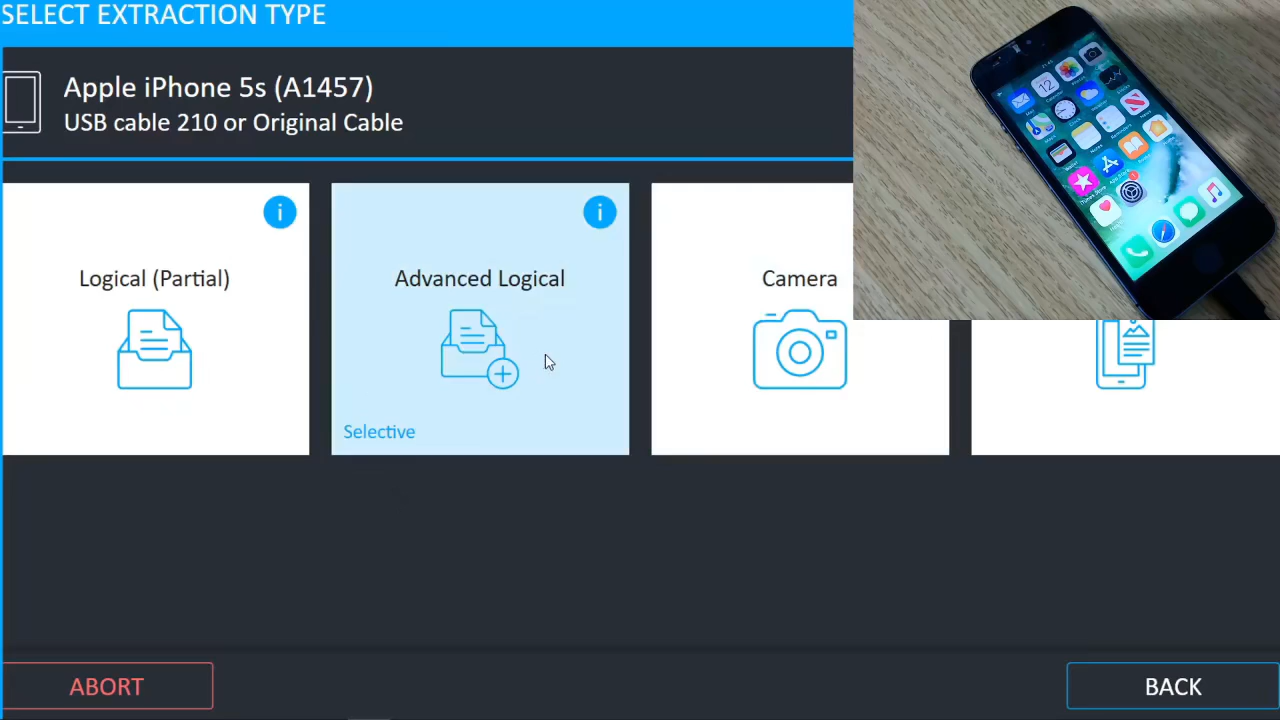 SELECT EXTRACTION TYPE
Apple iPhone 5s (A1457)
USB cable 210 or Original Cable
Logical (Partial)
Advanced Logical
Selective
Camera
ABORT
BACK
12